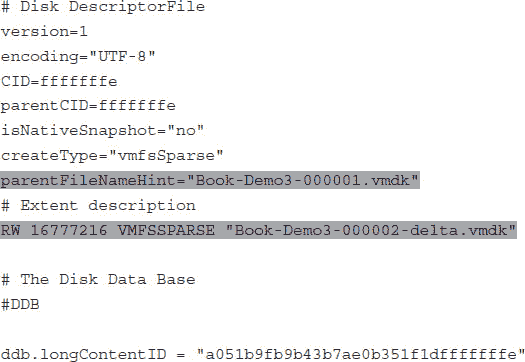 # Disk DescriptorFile
version=1
encoding="UTF-8"
CID=fffffffe
parentCID=fffffffe
isNativeSnapshot="no"
createType="vmfsSparse"
parentFileNameHint="Book-Demo3-000001.vmdk"
# Extent description
RW 16777216 VMFSSPARSE "Book-Demo3-000002-delta.vmdk"
# The Disk Data Base
#DDB
ddb.longContentID = "a051b9fb9b43b7ae0b351f1dfffffffe"